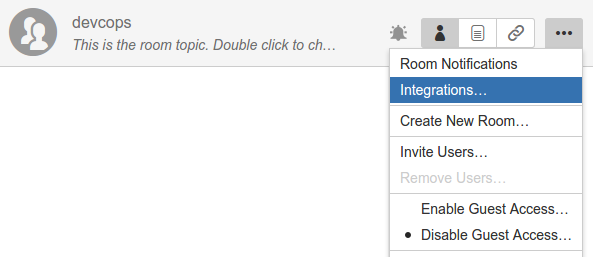 devcops
This is the room topic. Double click to ch…
Room Notifications
Integrations…
Create New Room…
Invite Users…
Remove Users…
Enable Guest Access…
Disable Guest Access…